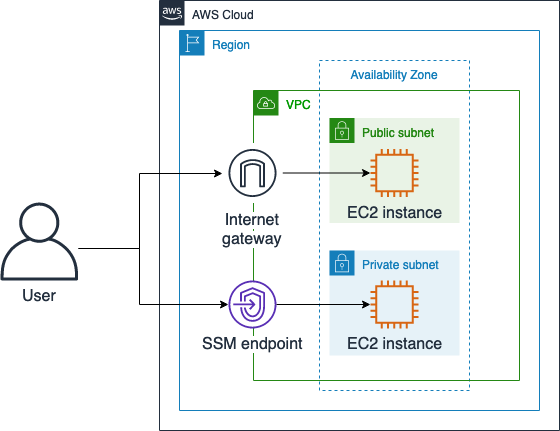 aws
AWS Cloud
Region
Availability Zone
VPC
Public subnet
EC2 instance
Internet
gateway
Private subnet
User
SSM endpoint
EC2 instance